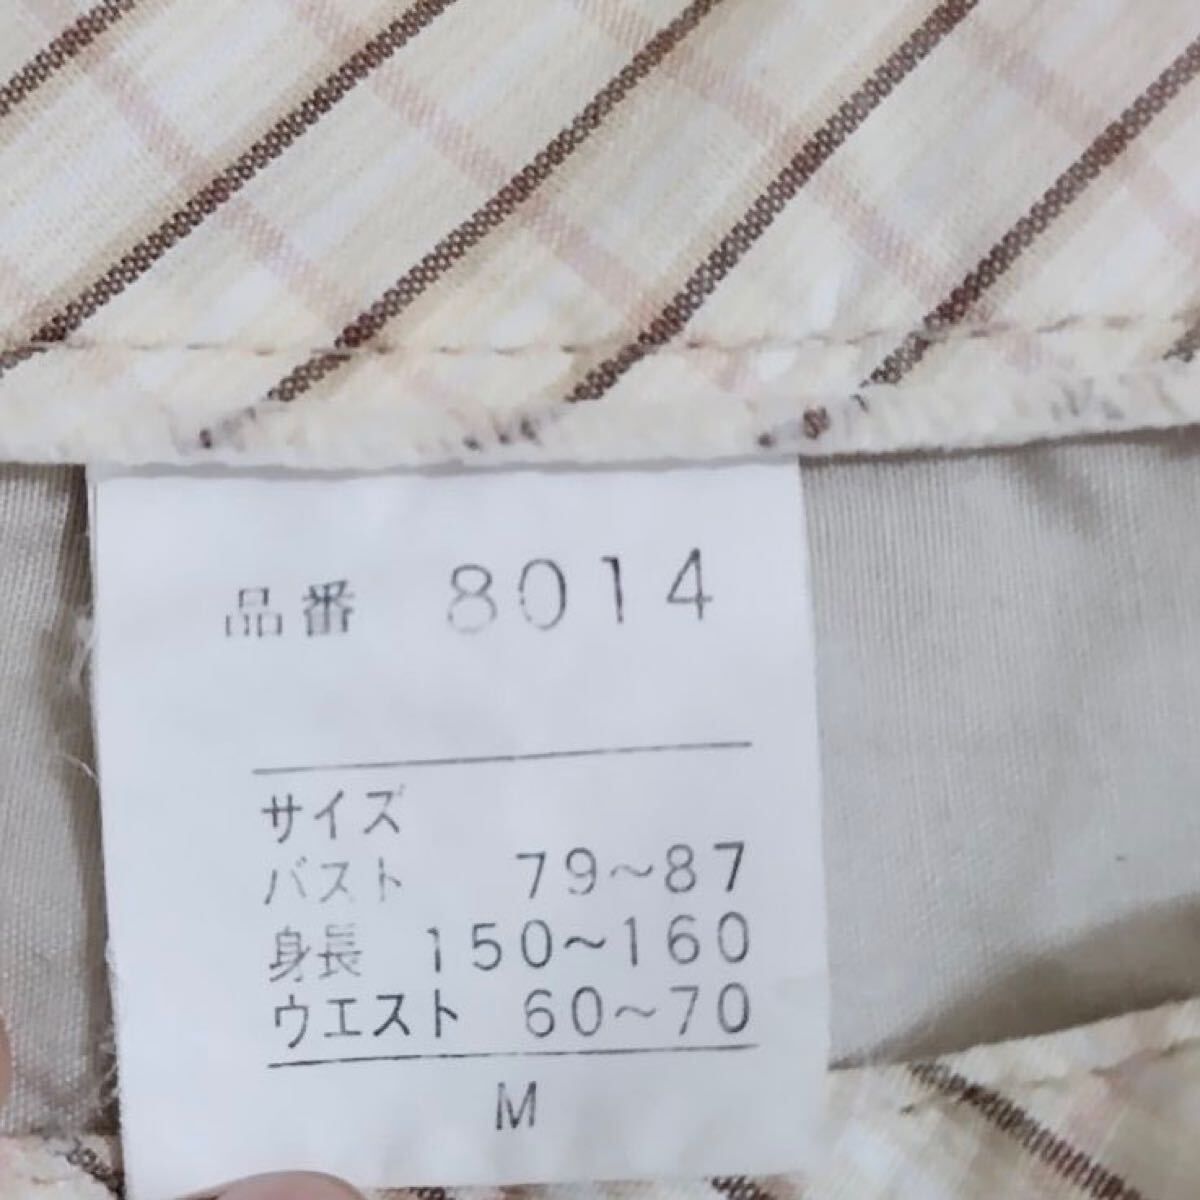 品番 8014
サイズ
バスト 79~87
身長 150~160
ウエスト 60~70
M